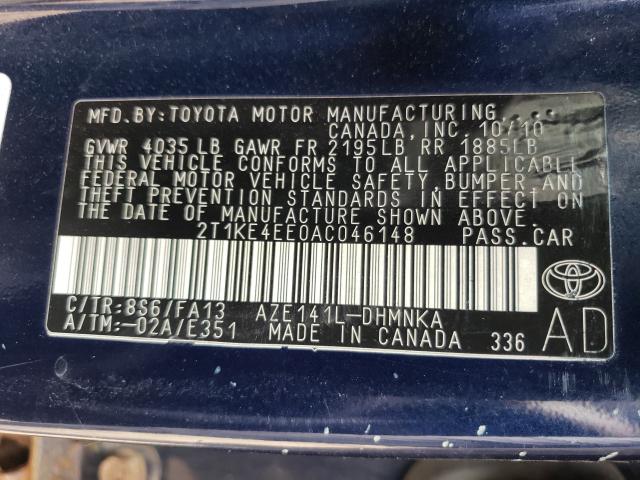 MFD.BY:TOYOTA MOTOR MANUFACTURING
CANADA,INC. 10/10
GVWR 4035LB GAWR FR 2195LB RR 1885LB
THIS VEHICLE CONFORMS TO ALL APPLICABLE
FEDERAL MOTOR VEHICLE SAFETY,BUMPER,AND
THEFT PREVENTION STANDARDS IN EFFECT ON
THE DATE OF MANUFACTURE SHOWN ABOVE.
2T1KE4EE0AC046148 PASS.CAR
C/TR:8S6/FA13 AZE141L-DHMNKA
A/TM:-02A/E351 MADE IN CANADA 336
AD